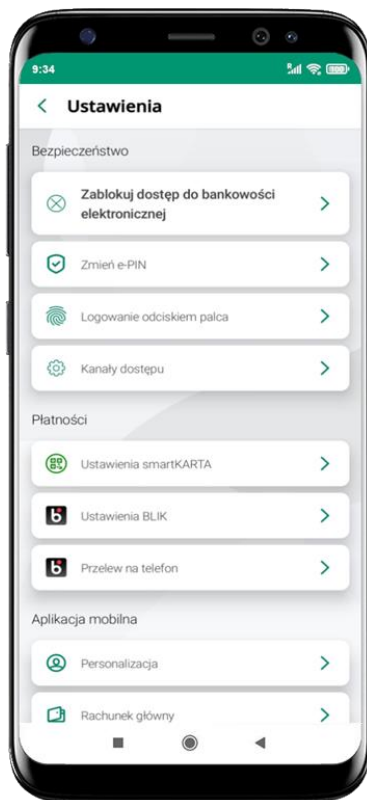 9:34
Ustawienia
Bezpieczeństwo
Zablokuj dostęp do bankowości
elektronicznej
Zmień e-PIN
Logowanie odciskiem palca
Kanały dostępu
Płatności
Ustawienia smartKARTA
Ustawienia BLIK
Przelew na telefon
Aplikacja mobilna
Personalizacja
Rachunek główny